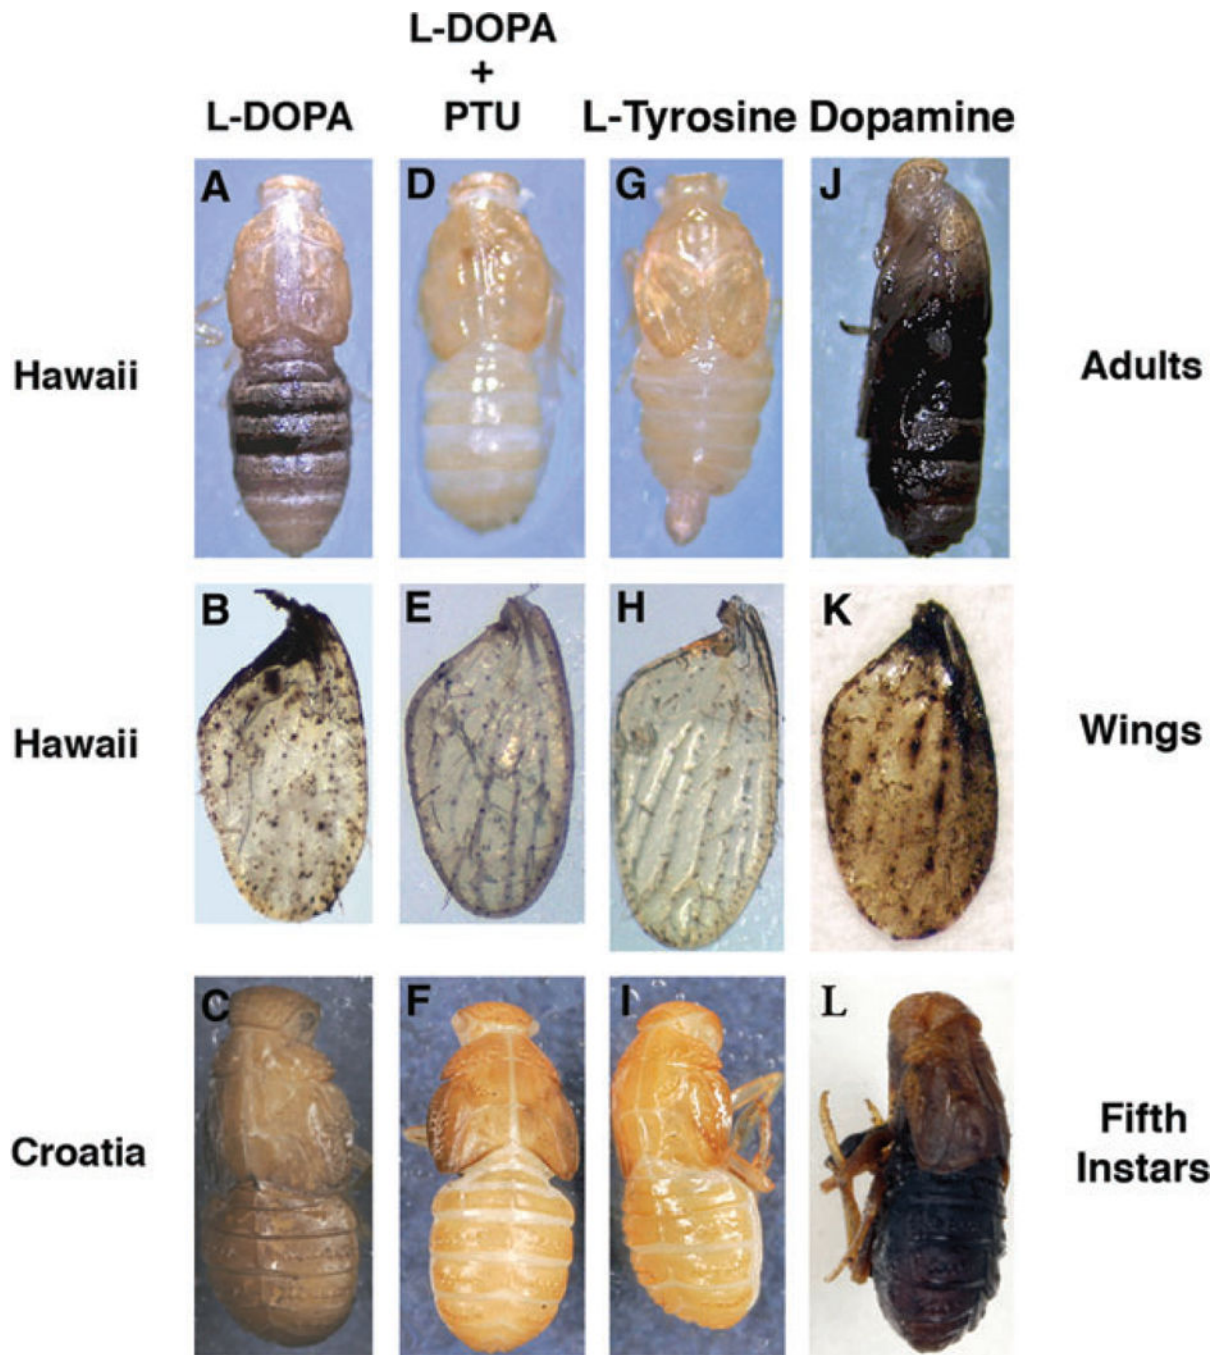 L-DOPA
L-DOPA
+
PTU
L-Tyrosine
Dopamine
A
D
G
J
Hawaii
Adults
B
E
H
K
Hawaii
Wings
C
F
I
L
Croatia
Fifth
Instars